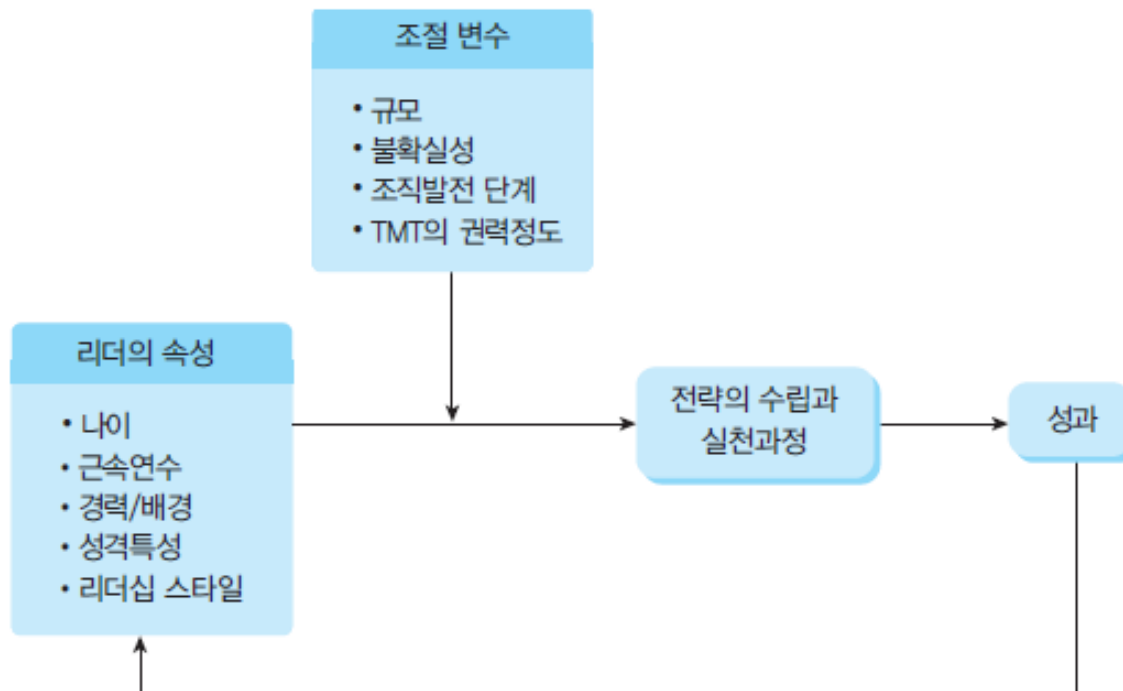 조절 변수
• 규모
• 불확실성
• 조직발전 단계
• TMT의 권력정도
리더의 속성
• 나이
• 근속연수
• 경력/배경
• 성격특성
• 리더십 스타일
전략의 수립과
실천과정
성과